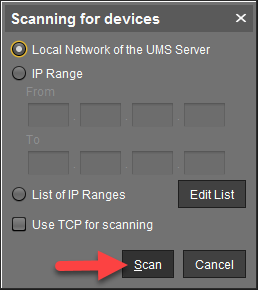 Scanning for devices
Local Network of the UMS Server
IP Range
From
. . .
To
. . .
List of IP Ranges
Edit List
Use TCP for scanning
Scan
Cancel